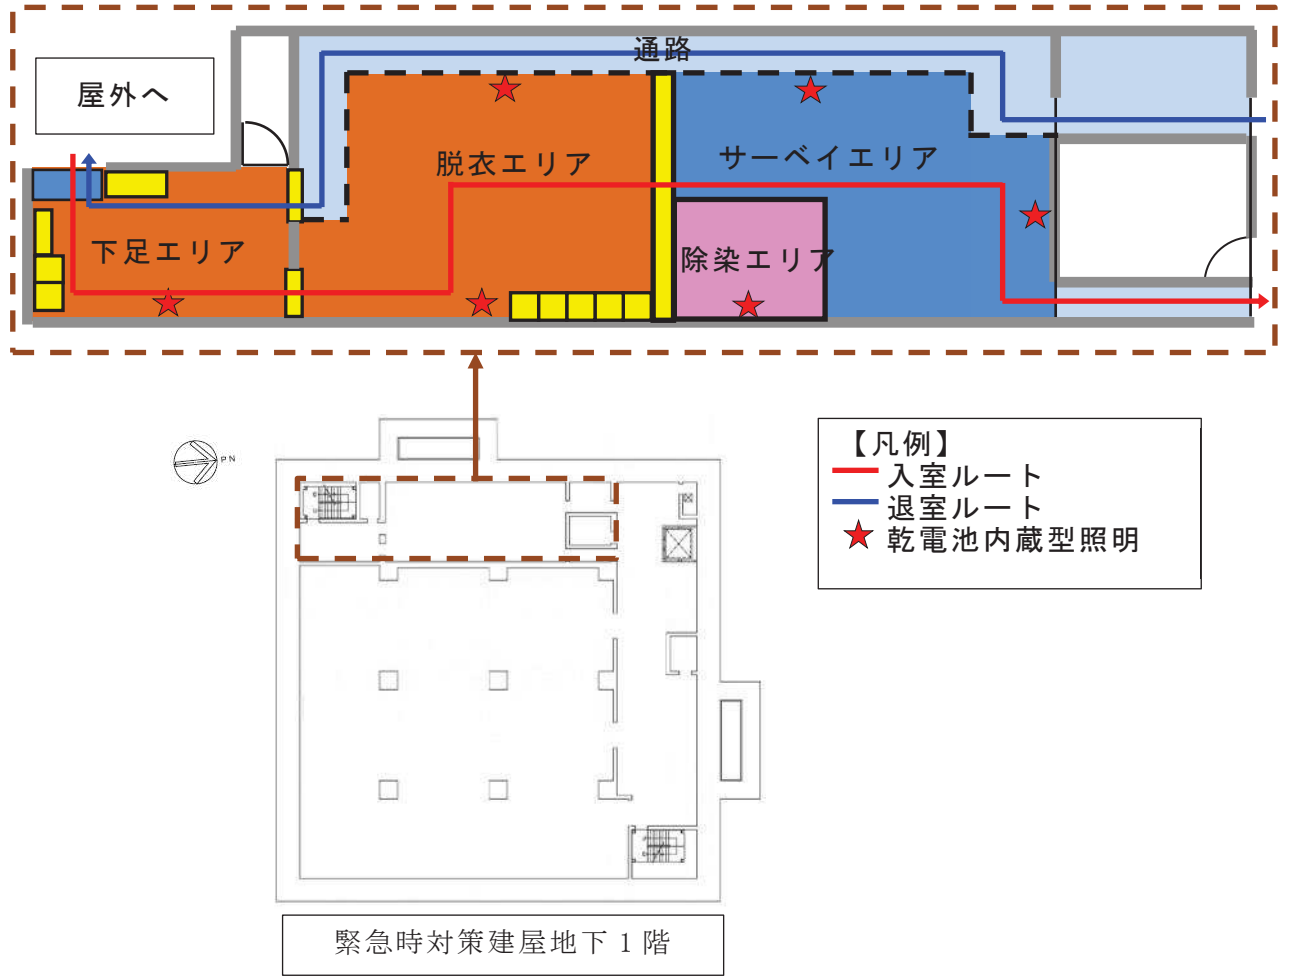 通路
屋外へ
脱衣エリア
サーベイエリア
下足エリア
除染エリア
PN
【凡例】
入室ルート
退室ルート
乾電池内蔵型照明
緊急時対策建屋地下1階